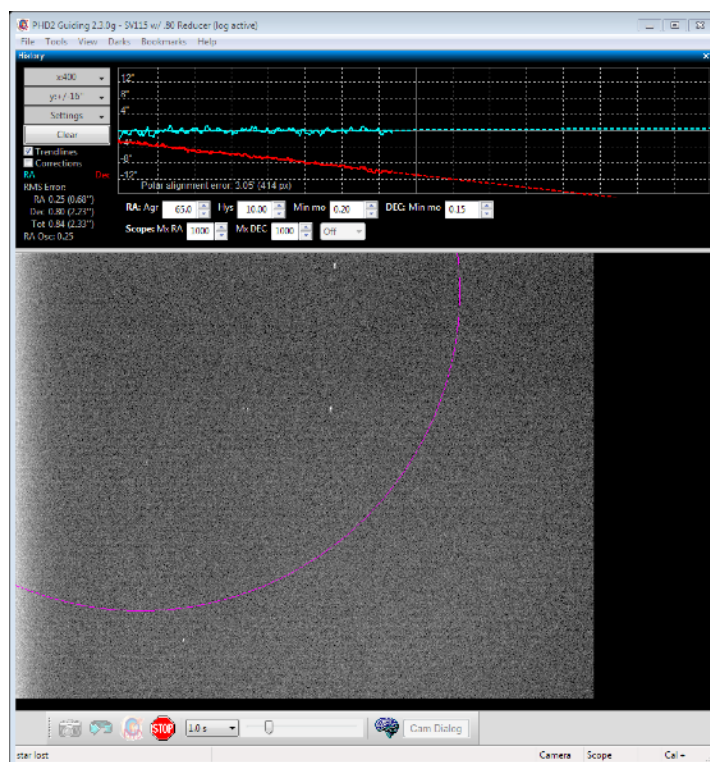 PHD2 Guiding 2.3.0g - SV115 w/ .80 Reducer (log active)
File Tools View Darks Bookmarks Help
History
x:400
y:+/-16"
Settings
Clear
Trendlines
Corrections
RA Dec
RMS Error:
RA 0.25 (0.68")
Dec 0.80 (2.23")
Tot 0.84 (2.33")
RA Osc: 0.25
12"
8"
4"
-8"
-12"
Polar alignment error: 3.05' (414 px)
RA: Agr 65.0 Hys 10.00 Min mo 0.20 DEC: Min mo 0.15
Scope: Mx RA 1000 Mx DEC 1000 Off
STOP 1.0 s Cam Dialog
star lost Camera Scope Cal +